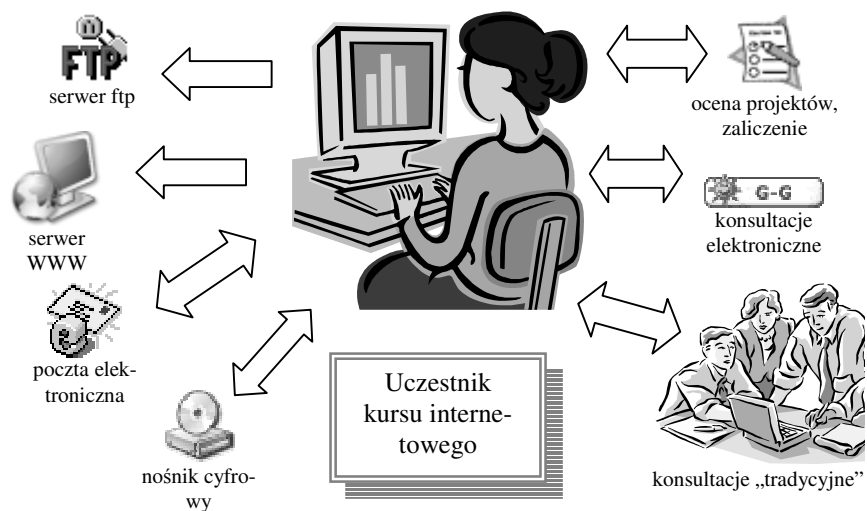 FTP
serwer ftp
serwer
WWW
poczta elek-
troniczna
nośnik cyfro-
wy
Uczestnik
kursu interne-
towego
ocena projektów,
zaliczenie
G-G
konsultacje
elektroniczne
konsultacje „tradycyjne”